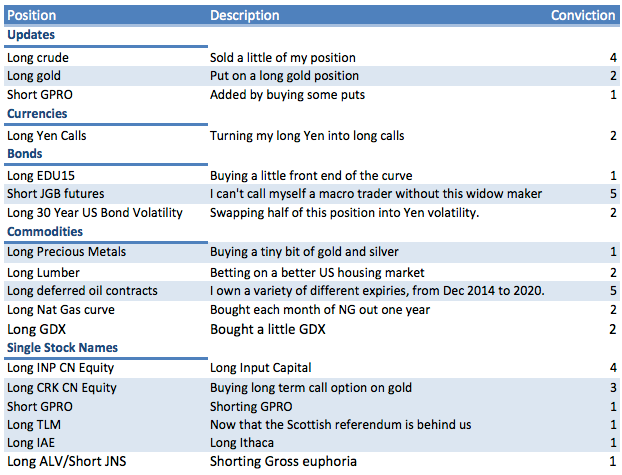 Position Description Conviction
Updates
Long crude Sold a little of my position 4
Long gold Put on a long gold position 2
Short GPRO Added by buying some puts 1
Currencies
Long Yen Calls Turning my long Yen into long calls 2
Bonds
Long EDU15 Buying a little front end of the curve 1
Short JGB futures I can't call myself a macro trader without this widow maker 5
Long 30 Year US Bond Volatility Swapping half of this position into Yen volatility. 2
Commodities
Long Precious Metals Buying a tiny bit of gold and silver 1
Long Lumber Betting on a better US housing market 2
Long deferred oil contracts I own a variety of different expiries, from Dec 2014 to 2020. 5
Long Nat Gas curve Bought each month of NG out one year 2
Long GDX Bought a little GDX 2
Single Stock Names
Long INP CN Equity Long Input Capital 4
Long CRK CN Equity Buying long term call option on gold 3
Short GPRO Shorting GPRO 1
Long TLM Now that the Scottish referendum is behind us 1
Long IAE Long Ithaca 1
Long ALV/Short JNS Shorting Gross euphoria 1